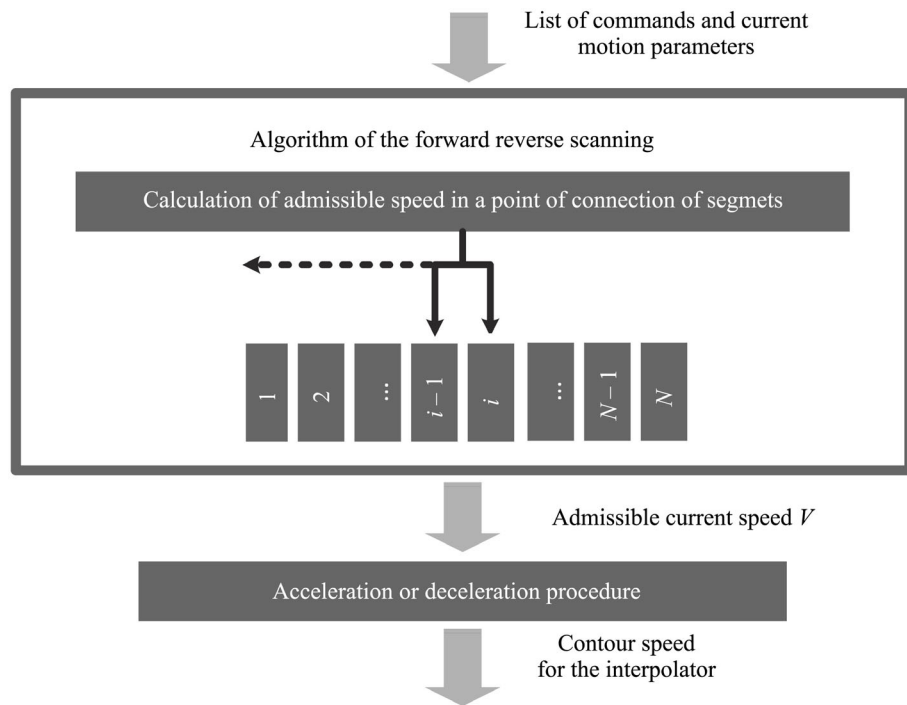 List of commands and current
motion parameters
Algorithm of the forward reverse scanning
Calculation of admissible speed in a point of connection of segmets
1
2
...
i – 1
i
...
N – 1
N
Admissible current speed V
Acceleration or deceleration procedure
Contour speed
for the interpolator